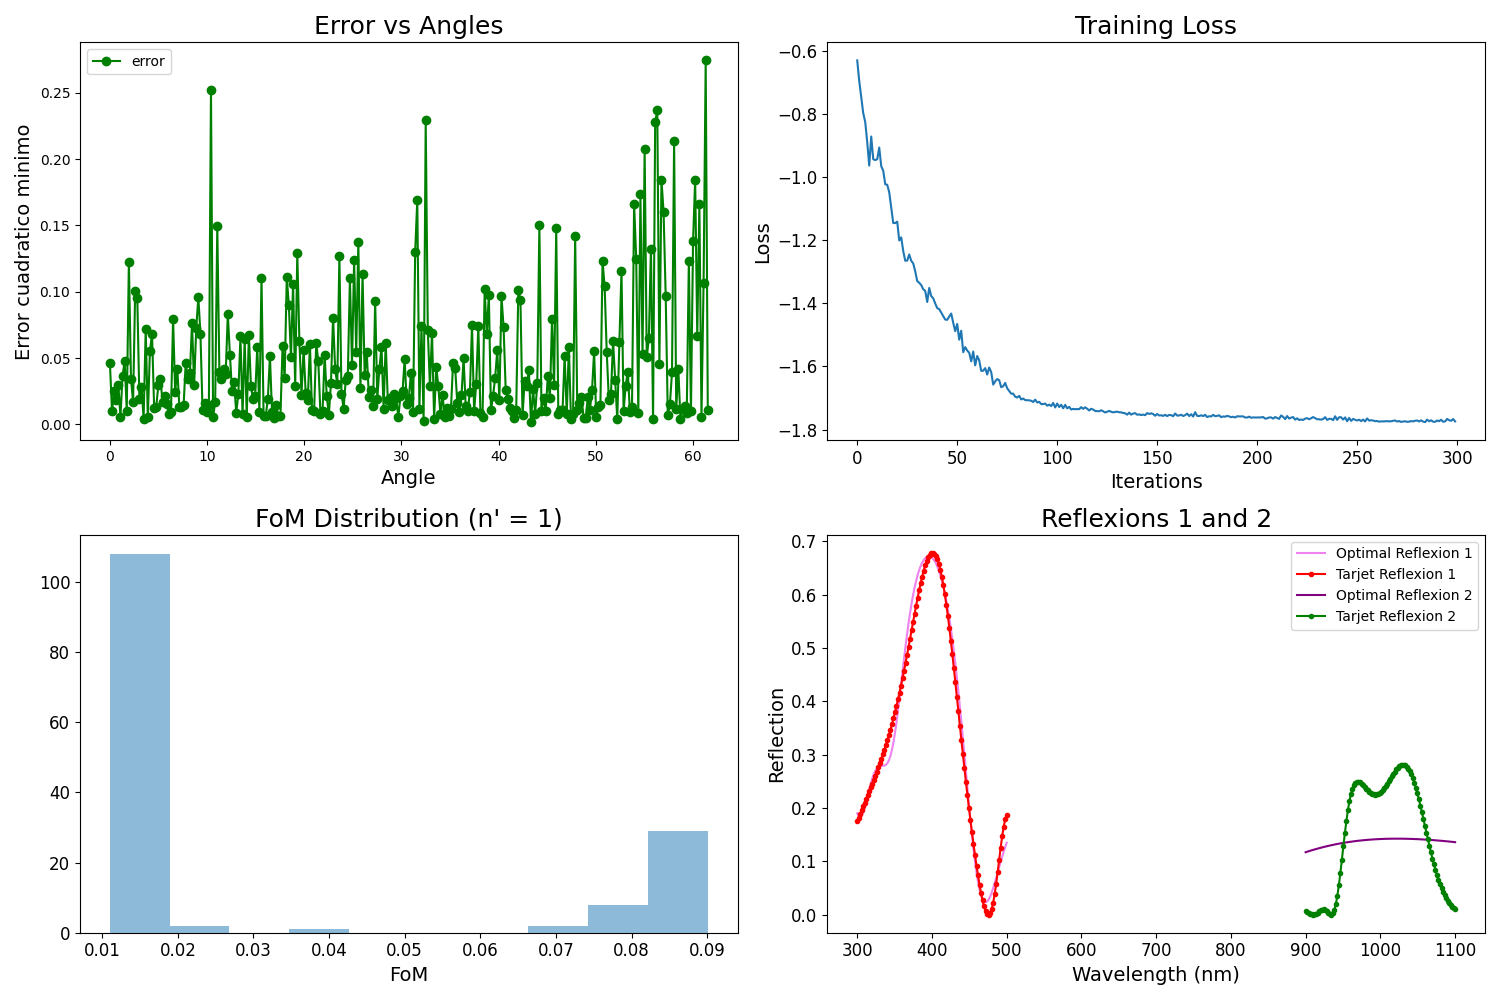 Error vs Angles
error
Error cuadratico minimo
0.25
0.20
0.15
0.10
0.05
0.00
0 10 20 30 40 50 60
Angle
Training Loss
Loss
−0.6
−0.8
−1.0
−1.2
−1.4
−1.6
−1.8
0 50 100 150 200 250 300
Iterations
FoM Distribution (n' = 1)
100
80
60
40
20
0
0.01 0.02 0.03 0.04 0.05 0.06 0.07 0.08 0.09
FoM
Reflexions 1 and 2
Optimal Reflexion 1
Tarjet Reflexion 1
Optimal Reflexion 2
Tarjet Reflexion 2
Reflection
0.7
0.6
0.5
0.4
0.3
0.2
0.1
0.0
300 400 500 600 700 800 900 1000 1100
Wavelength (nm)